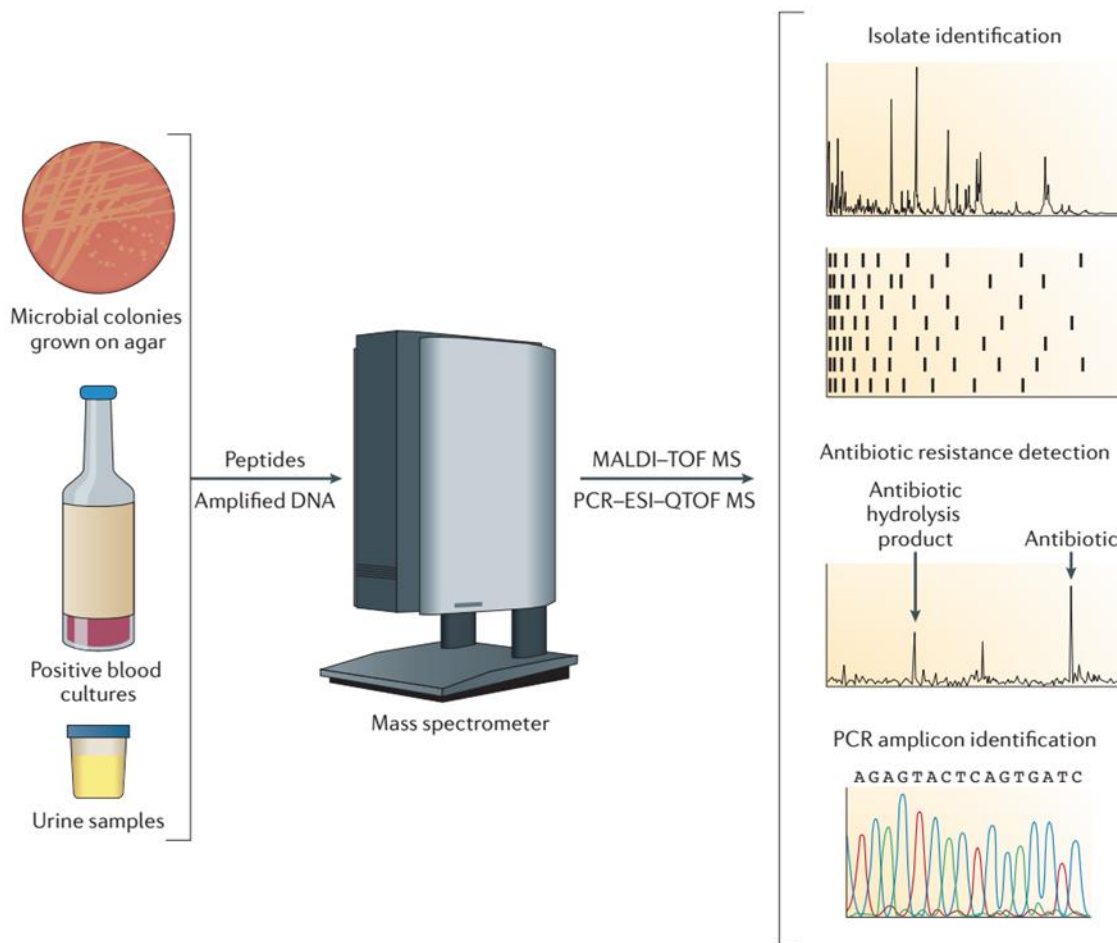 Microbial colonies
grown on agar
Positive blood
cultures
Urine samples
Peptides
Amplified DNA
Mass spectrometer
MALDI–TOF MS
PCR–ESI–QTOF MS
Isolate identification
Antibiotic resistance detection
Antibiotic
hydrolysis
product
Antibiotic
PCR amplicon identification
AGAGTACTCAGTGATC